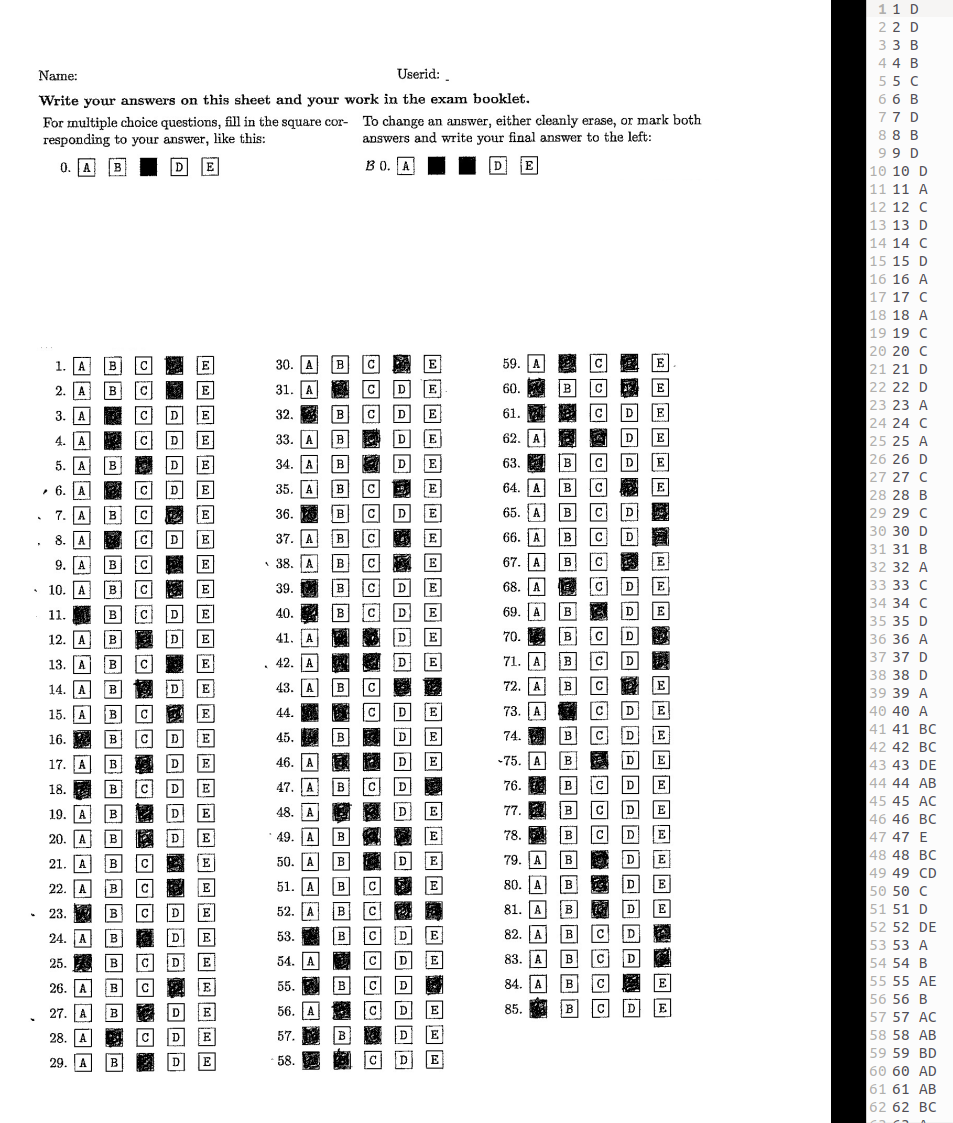 Name:
Userid: _
Write your answers on this sheet and your work in the exam booklet.
For multiple choice questions, fill in the square cor-
responding to your answer, like this:
0. A B D E
To change an answer, either cleanly erase, or mark both
answers and write your final answer to the left:
B 0. A D E
1. A B C E
2. A B C E
3. A C D E
4. A C D E
5. A B D E
6. A C D E
7. A B C E
8. A C D E
9. A B C E
10. A B C E
11. B C D E
12. A B D E
13. A B C E
14. A B D E
15. A B C E
16. B C D E
17. A B D E
18. B C D E
19. A B D E
20. A B D E
21. A B C E
22. A B C E
23. B C D E
24. A B D E
25. B C D E
26. A B C E
27. A B D E
28. A C D E
29. A B D E
30. A B C E
31. A C D E
32. B C D E
33. A B D E
34. A B D E
35. A B C E
36. B C D E
37. A B C E
38. A B C E
39. B C D E
40. B C D E
41. A D E
42. A D E
43. A B C
44. C D E
45. B D E
46. A D E
47. A B C D
48. A D E
49. A B E
50. A B D E
51. A B C E
52. A B C
53. B C D E
54. A C D E
55. B C D
56. A C D E
57. B D E
58. C D E
59. A C E
60. B C E
61. C D E
62. A D E
63. B C D E
64. A B C E
65. A B C D
66. A B C D
67. A B C E
68. A C D E
69. A B D E
70. B C D
71. A B C D
72. A B C E
73. A C D E
74. B C D E
75. A B D E
76. B C D E
77. B C D E
78. B C D E
79. A B D E
80. A B D E
81. A B D E
82. A B C D
83. A B C D
84. A B C E
85. B C D E
1 1 D
2 2 D
3 3 B
4 4 B
5 5 C
6 6 B
7 7 D
8 8 B
9 9 D
10 10 D
11 11 A
12 12 C
13 13 D
14 14 C
15 15 D
16 16 A
17 17 C
18 18 A
19 19 C
20 20 C
21 21 D
22 22 D
23 23 A
24 24 C
25 25 A
26 26 D
27 27 C
28 28 B
29 29 C
30 30 D
31 31 B
32 32 A
33 33 C
34 34 C
35 35 D
36 36 A
37 37 D
38 38 D
39 39 A
40 40 A
41 41 BC
42 42 BC
43 43 DE
44 44 AB
45 45 AC
46 46 BC
47 47 E
48 48 BC
49 49 CD
50 50 C
51 51 D
52 52 DE
53 53 A
54 54 B
55 55 AE
56 56 B
57 57 AC
58 58 AB
59 59 BD
60 60 AD
61 61 AB
62 62 BC